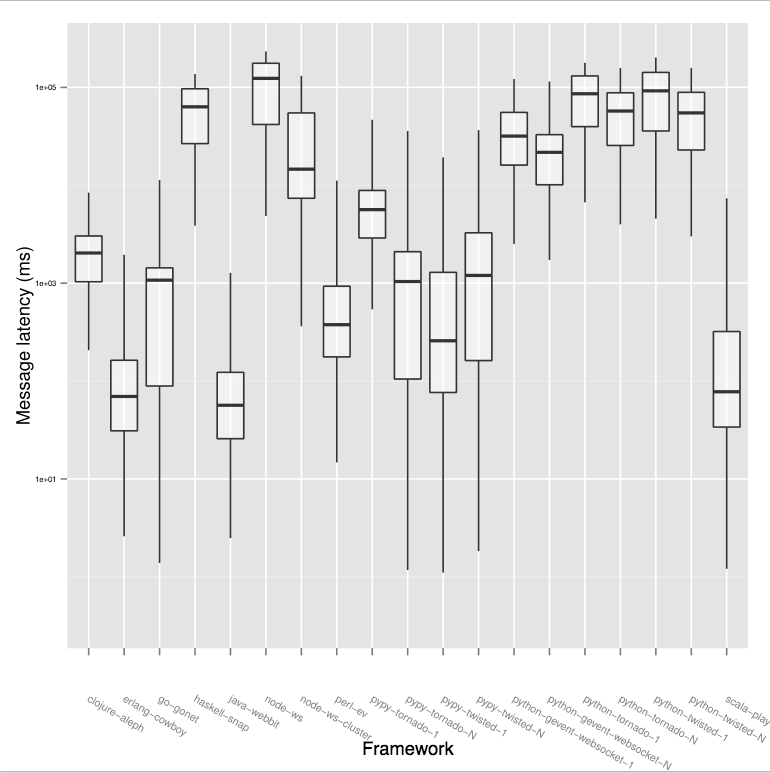 1e+05
1e+03
1e+01
Message latency (ms)
clojure-aleph
erlang-cowboy
go-gonet
haskell-snap
java-webbit
node-ws
node-ws-cluster
perl-ev
pypy-tornado-1
pypy-tornado-N
pypy-twisted-1
pypy-twisted-N
python-gevent-websocket-1
python-gevent-websocket-N
python-tornado-1
python-tornado-N
python-twisted-1
python-twisted-N
scala-play
Framework